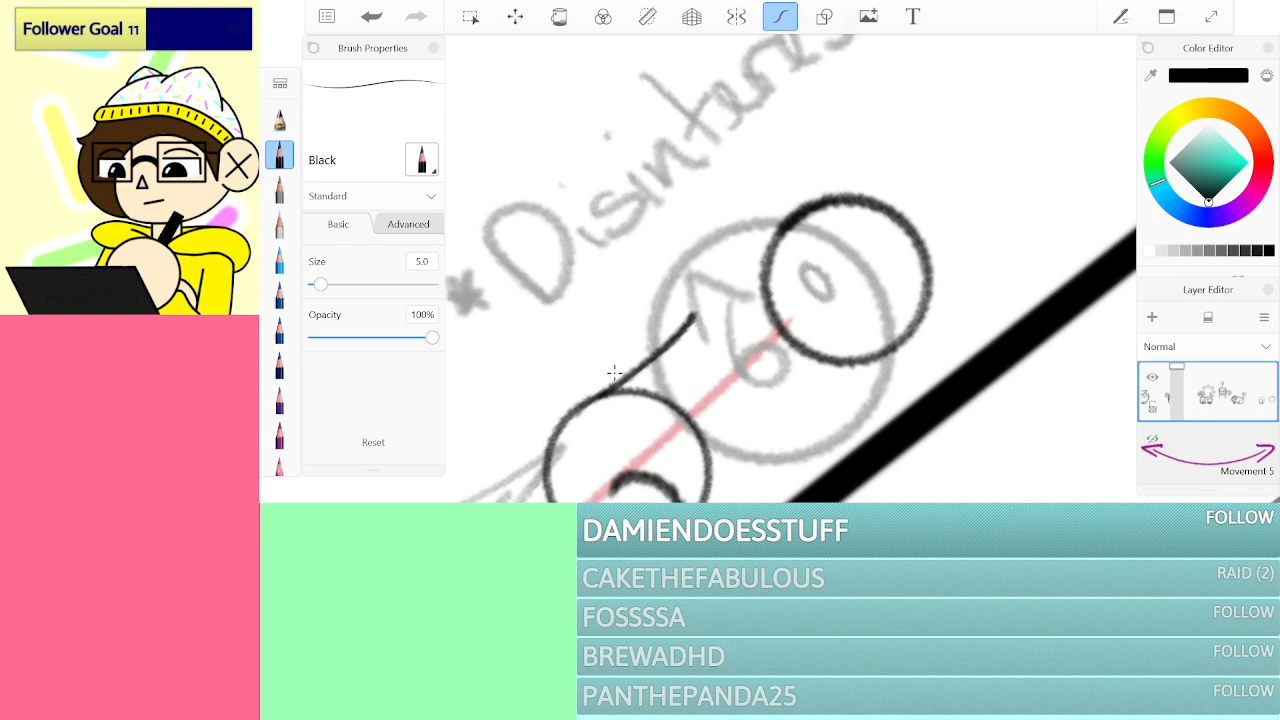 Follower Goal 11
T
Brush Properties
Black
Standard
Basic
Advanced
Size
5.0
Opacity
100%
Reset
Color Editor
Layer Editor
Normal
Movement 5
DAMIENDOESSTUFF
FOLLOW
CAKETHEFABULOUS
RAID (2)
FOSSSSA
FOLLOW
BREWADHD
FOLLOW
PANTHEPANDA25
FOLLOW